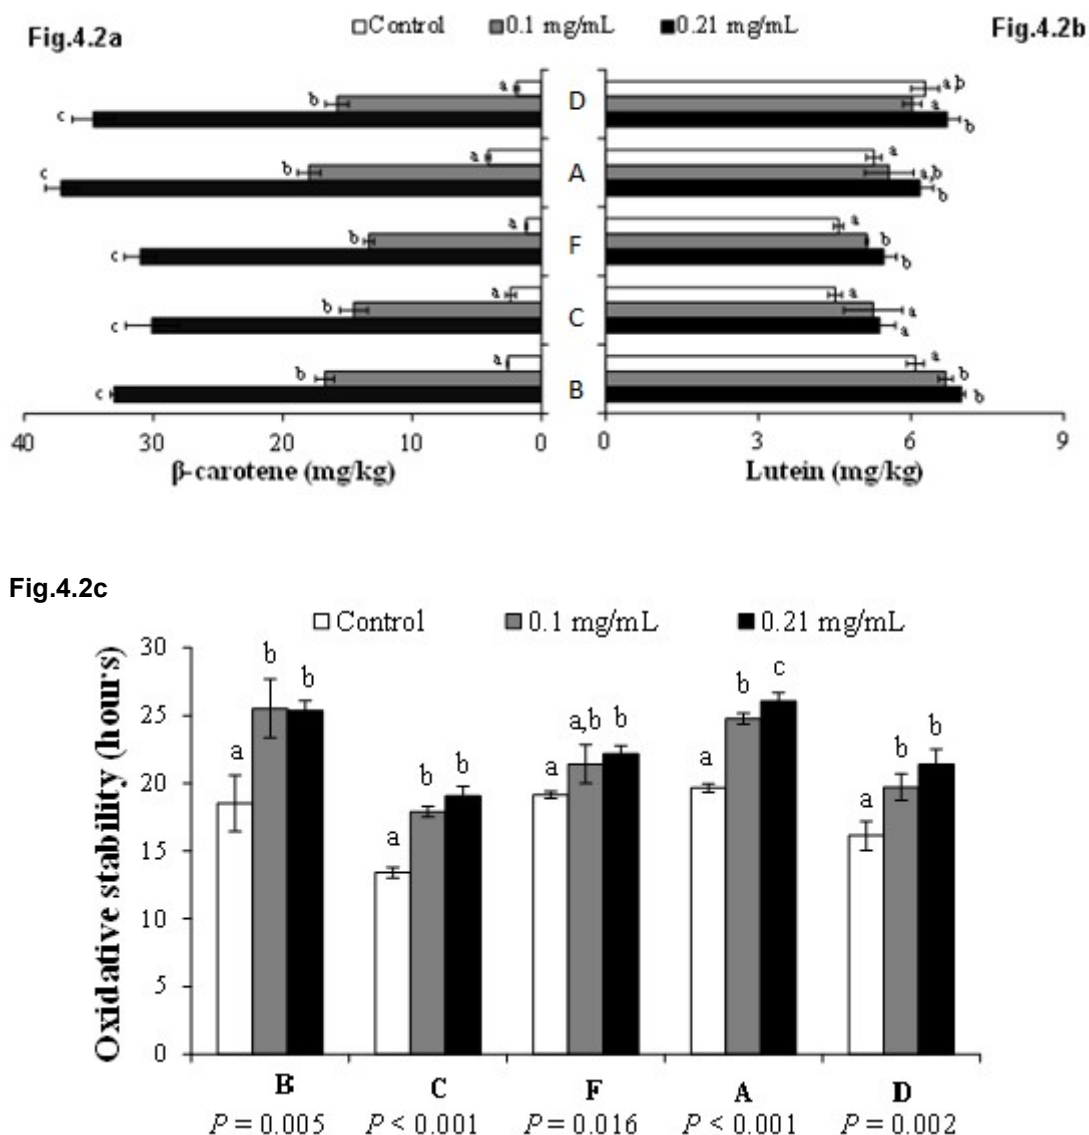 Fig.4.2a
Control 0.1 mg/mL 0.21 mg/mL
Fig.4.2b
a
b
c
D
a,b
a
b
a
b
c
A
a
a,b
b
a
b
c
F
a
b
b
a
b
c
C
a
a
a
a
b
c
B
a
b
b
40 30 20 10 0
0 3 6 9
β-carotene (mg/kg)
Lutein (mg/kg)
Fig.4.2c
Control 0.1 mg/mL 0.21 mg/mL
Oxidative stability (hours)
30
25
20
15
10
5
0
a b b
a b b
a a,b b
a b c
a b b
B C F A D
P = 0.005 P < 0.001 P = 0.016 P < 0.001 P = 0.002